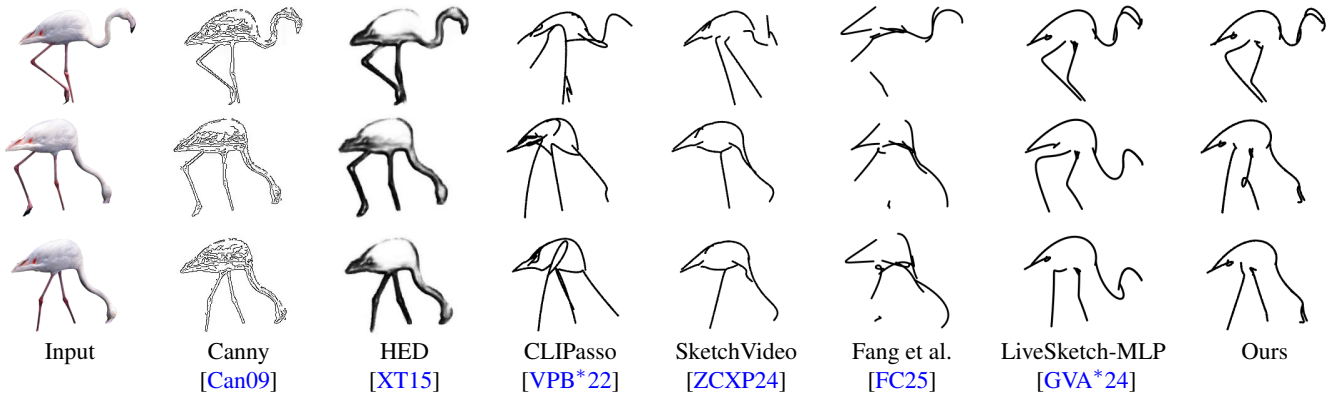 Input Canny HED CLIPasso SketchVideo Fang et al. LiveSketch-MLP Ours
[Can09] [XT15] [VPB*22] [ZCXP24] [FC25] [GVA*24]